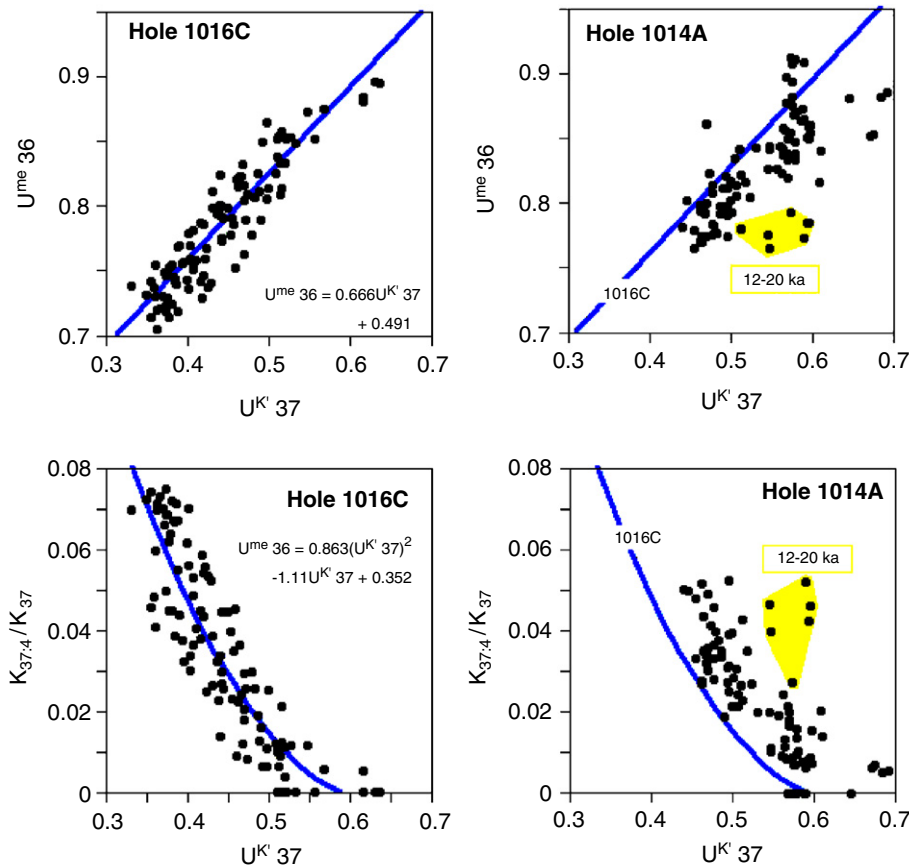 Hole 1016C
U^me 36
0.9
0.8
0.7
U^me 36 = 0.666U^K' 37
+ 0.491
0.3 0.4 0.5 0.6 0.7
U^K' 37
Hole 1014A
U^me 36
0.9
0.8
0.7
12-20 ka
1016C
0.3 0.4 0.5 0.6 0.7
U^K' 37
Hole 1016C
K_37:4/K_37
0.08
0.06
0.04
0.02
0
U^me 36 = 0.863(U^K' 37)^2
-1.11U^K' 37 + 0.352
0.3 0.4 0.5 0.6 0.7
U^K' 37
Hole 1014A
K_37:4/K_37
0.08
0.06
0.04
0.02
0
1016C
12-20 ka
0.3 0.4 0.5 0.6 0.7
U^K' 37